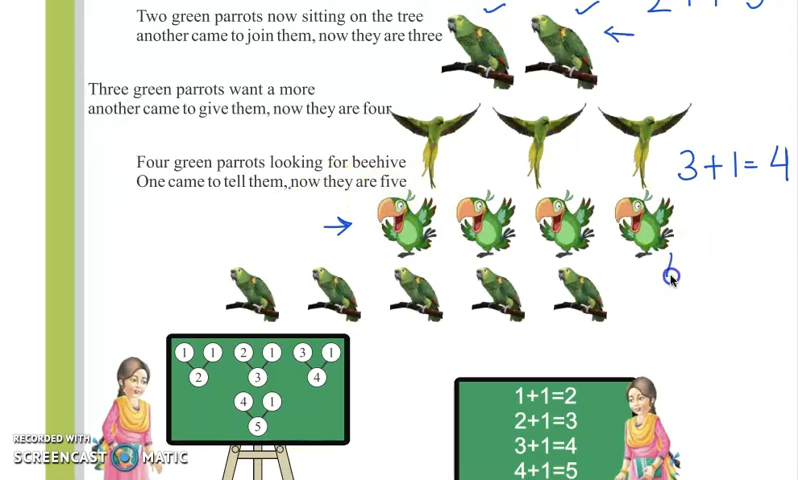 Two green parrots now sitting on the tree
another came to join them, now they are three
Three green parrots want a more
another came to give them, now they are four
3+1=4
Four green parrots looking for beehive
One came to tell them, now they are five
1 1 2 1 3 1
2 3 4
4 1
5
1+1=2
2+1=3
3+1=4
4+1=5
RECORDED WITH
SCREENCAST MATIC